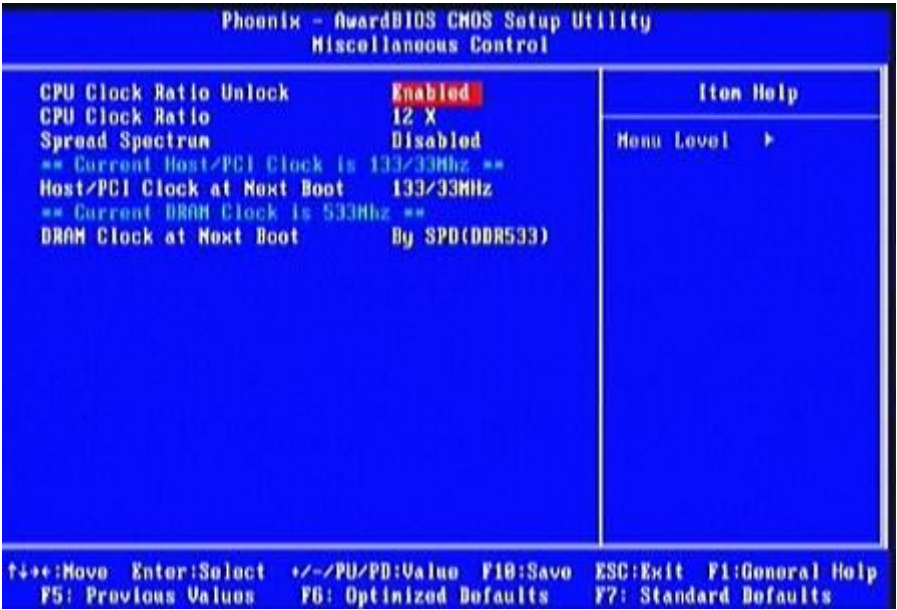 Phoenix - AwardBIOS CMOS Setup Utility
Miscellaneous Control
CPU Clock Ratio Unlock Enabled
CPU Clock Ratio 12 X
Spread Spectrum Disabled
** Current Host/PCI Clock is 133/33Mhz **
Host/PCI Clock at Next Boot 133/33MHz
** Current DRAM Clock is 533Mhz **
DRAM Clock at Next Boot By SPD(DDR533)
Item Help
Menu Level ▸
↑↓→←:Move Enter:Select +/-/PU/PD:Value F10:Save ESC:Exit F1:General Help
F5: Previous Values F6: Optimized Defaults F7: Standard Defaults